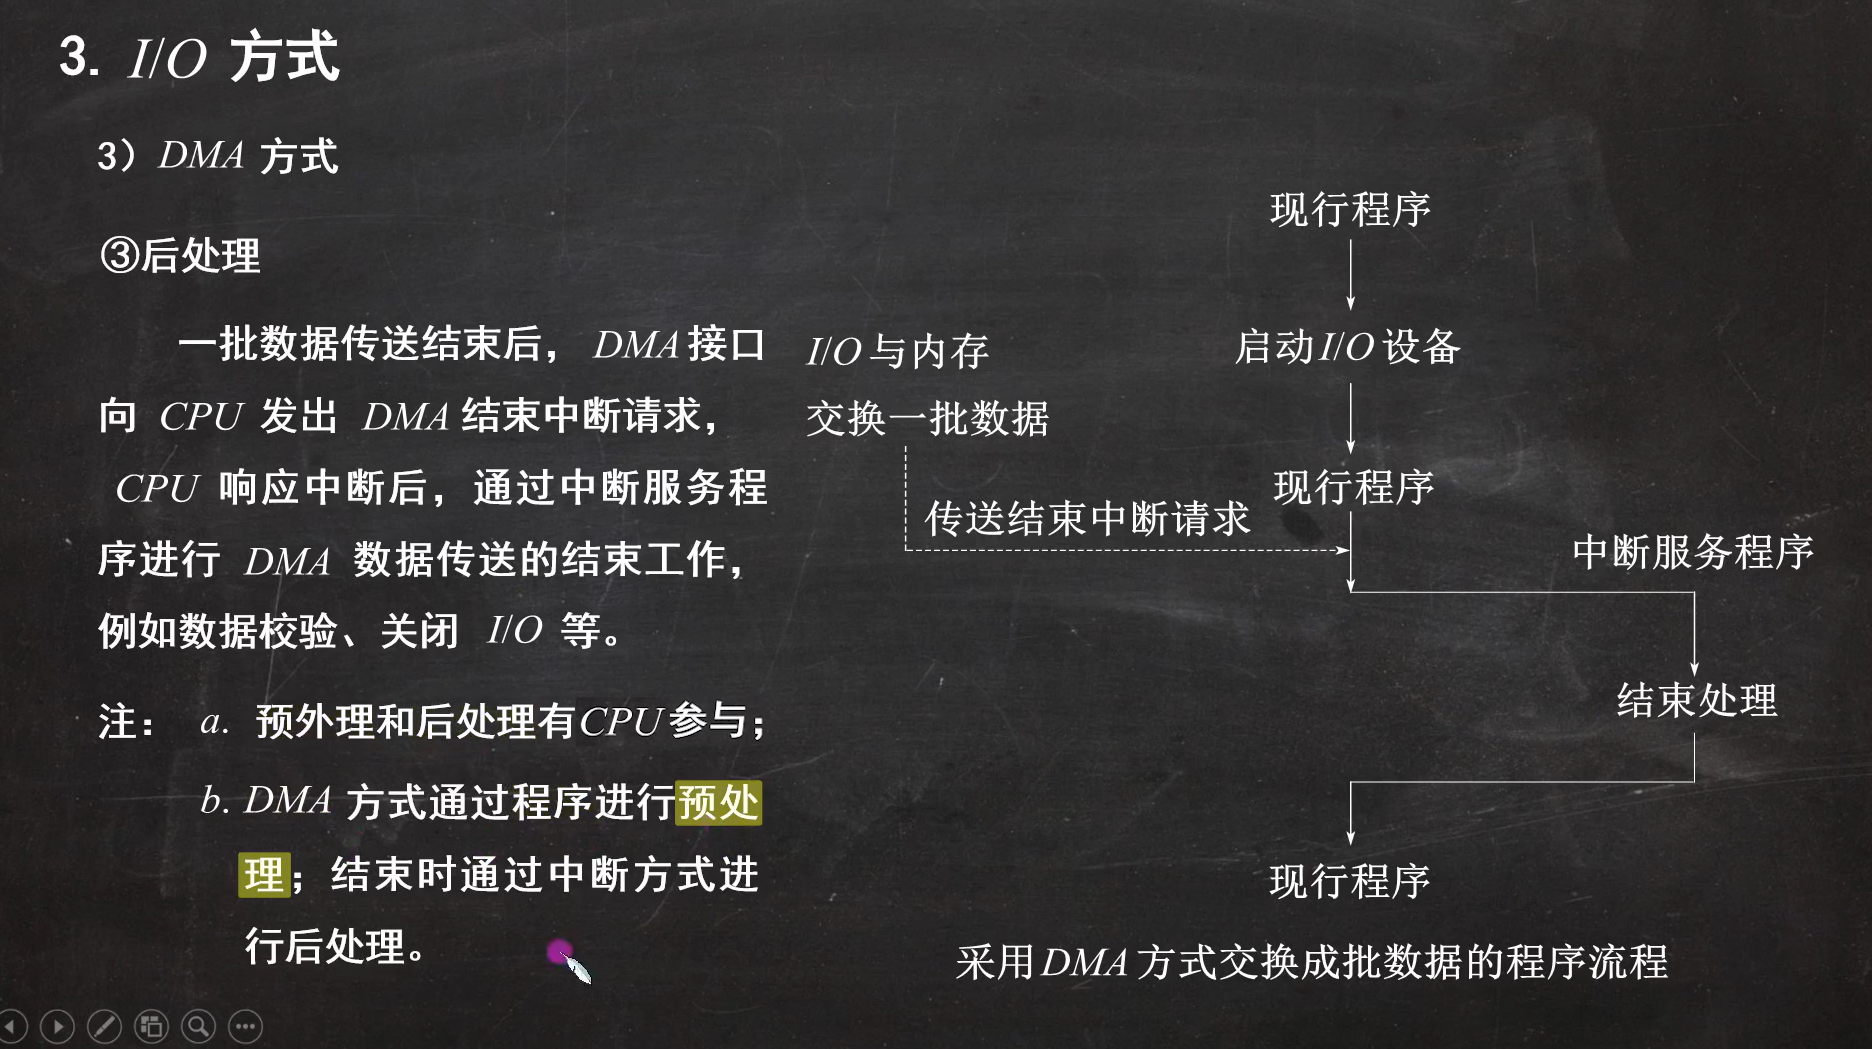 3. I/O 方式
3）DMA 方式
③后处理
一批数据传送结束后，DMA接口
向 CPU 发出 DMA 结束中断请求，
CPU 响应中断后，通过中断服务程
序进行 DMA 数据传送的结束工作，
例如数据校验、关闭 I/O 等。
注： a. 预外理和后处理有CPU参与；
b. DMA 方式通过程序进行预处
理；结束时通过中断方式进
行后处理。
现行程序
启动I/O设备
I/O与内存
交换一批数据
现行程序
传送结束中断请求
中断服务程序
结束处理
现行程序
采用DMA方式交换成批数据的程序流程